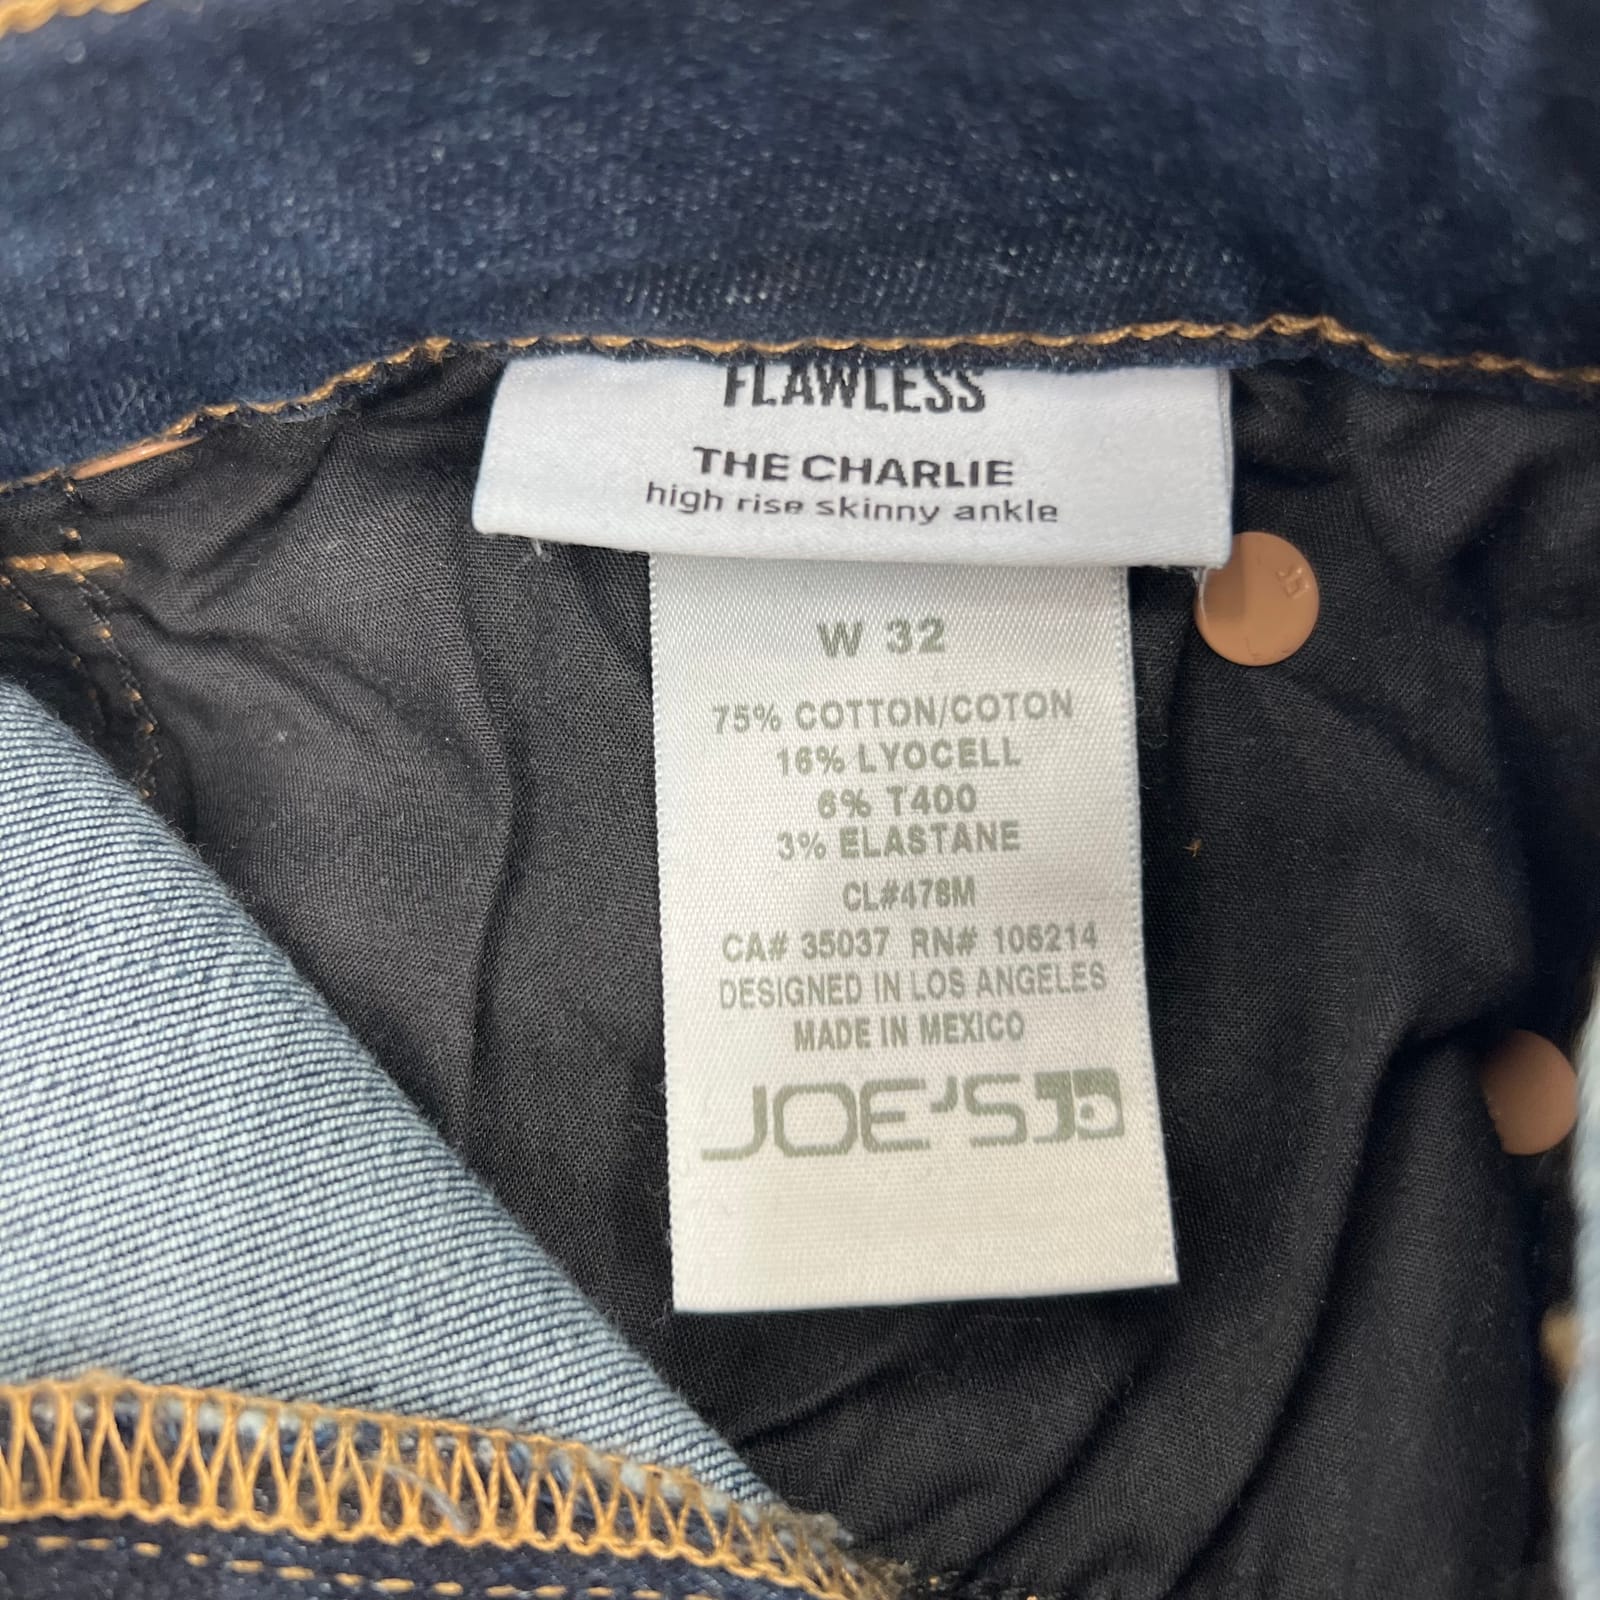 FLAWLESS
THE CHARLIE
high rise skinny ankle
W 32
75% COTTON/COTON
16% LYOCELL
6% T400
3% ELASTANE
CL#478M
CA# 35037 RN# 106214
DESIGNED IN LOS ANGELES
MADE IN MEXICO
JOE'S